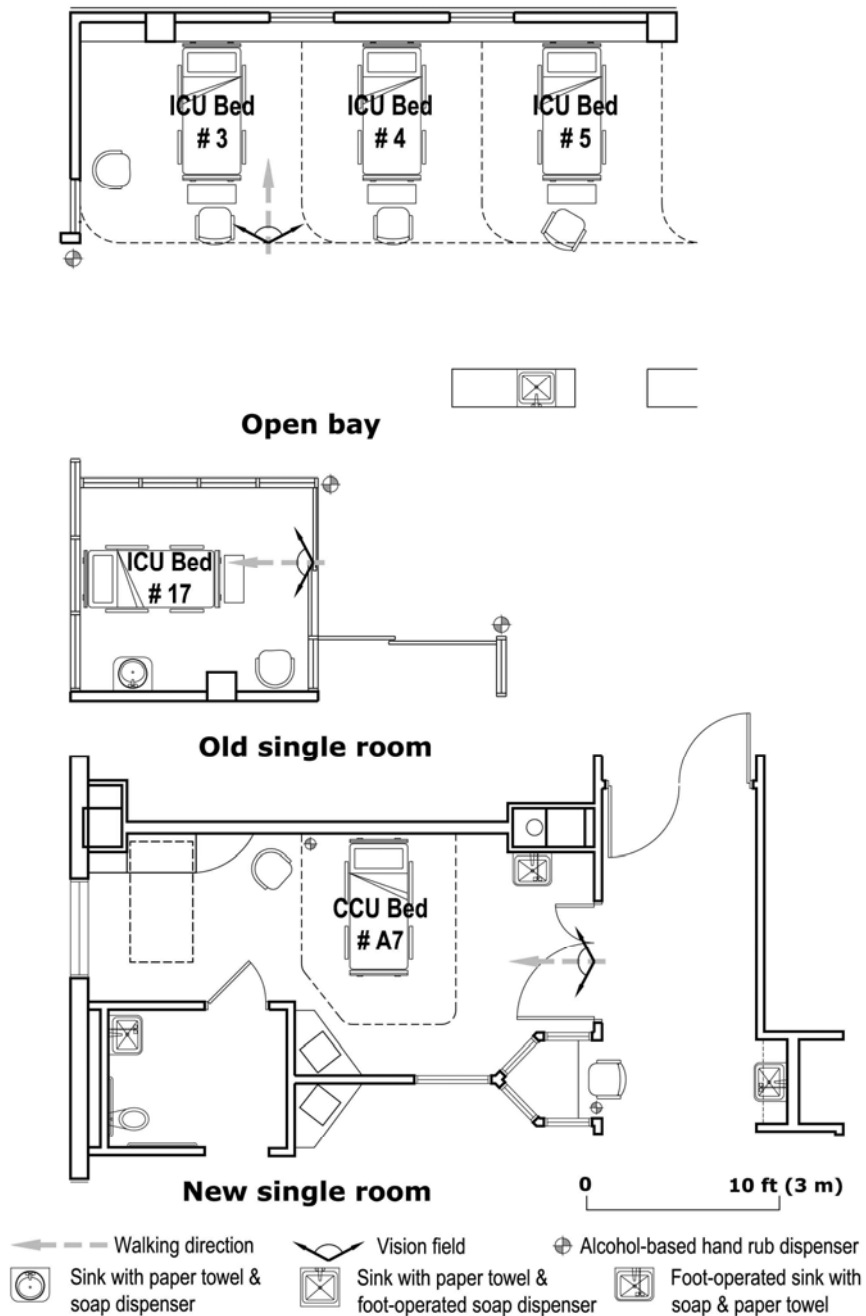 ICU Bed
# 3
ICU Bed
# 4
ICU Bed
# 5
Open bay
ICU Bed
# 17
Old single room
CCU Bed
# A7
New single room
0
10 ft (3 m)
Walking direction
Vision field
Alcohol-based hand rub dispenser
Sink with paper towel &
soap dispenser
Sink with paper towel &
foot-operated soap dispenser
Foot-operated sink with
soap & paper towel